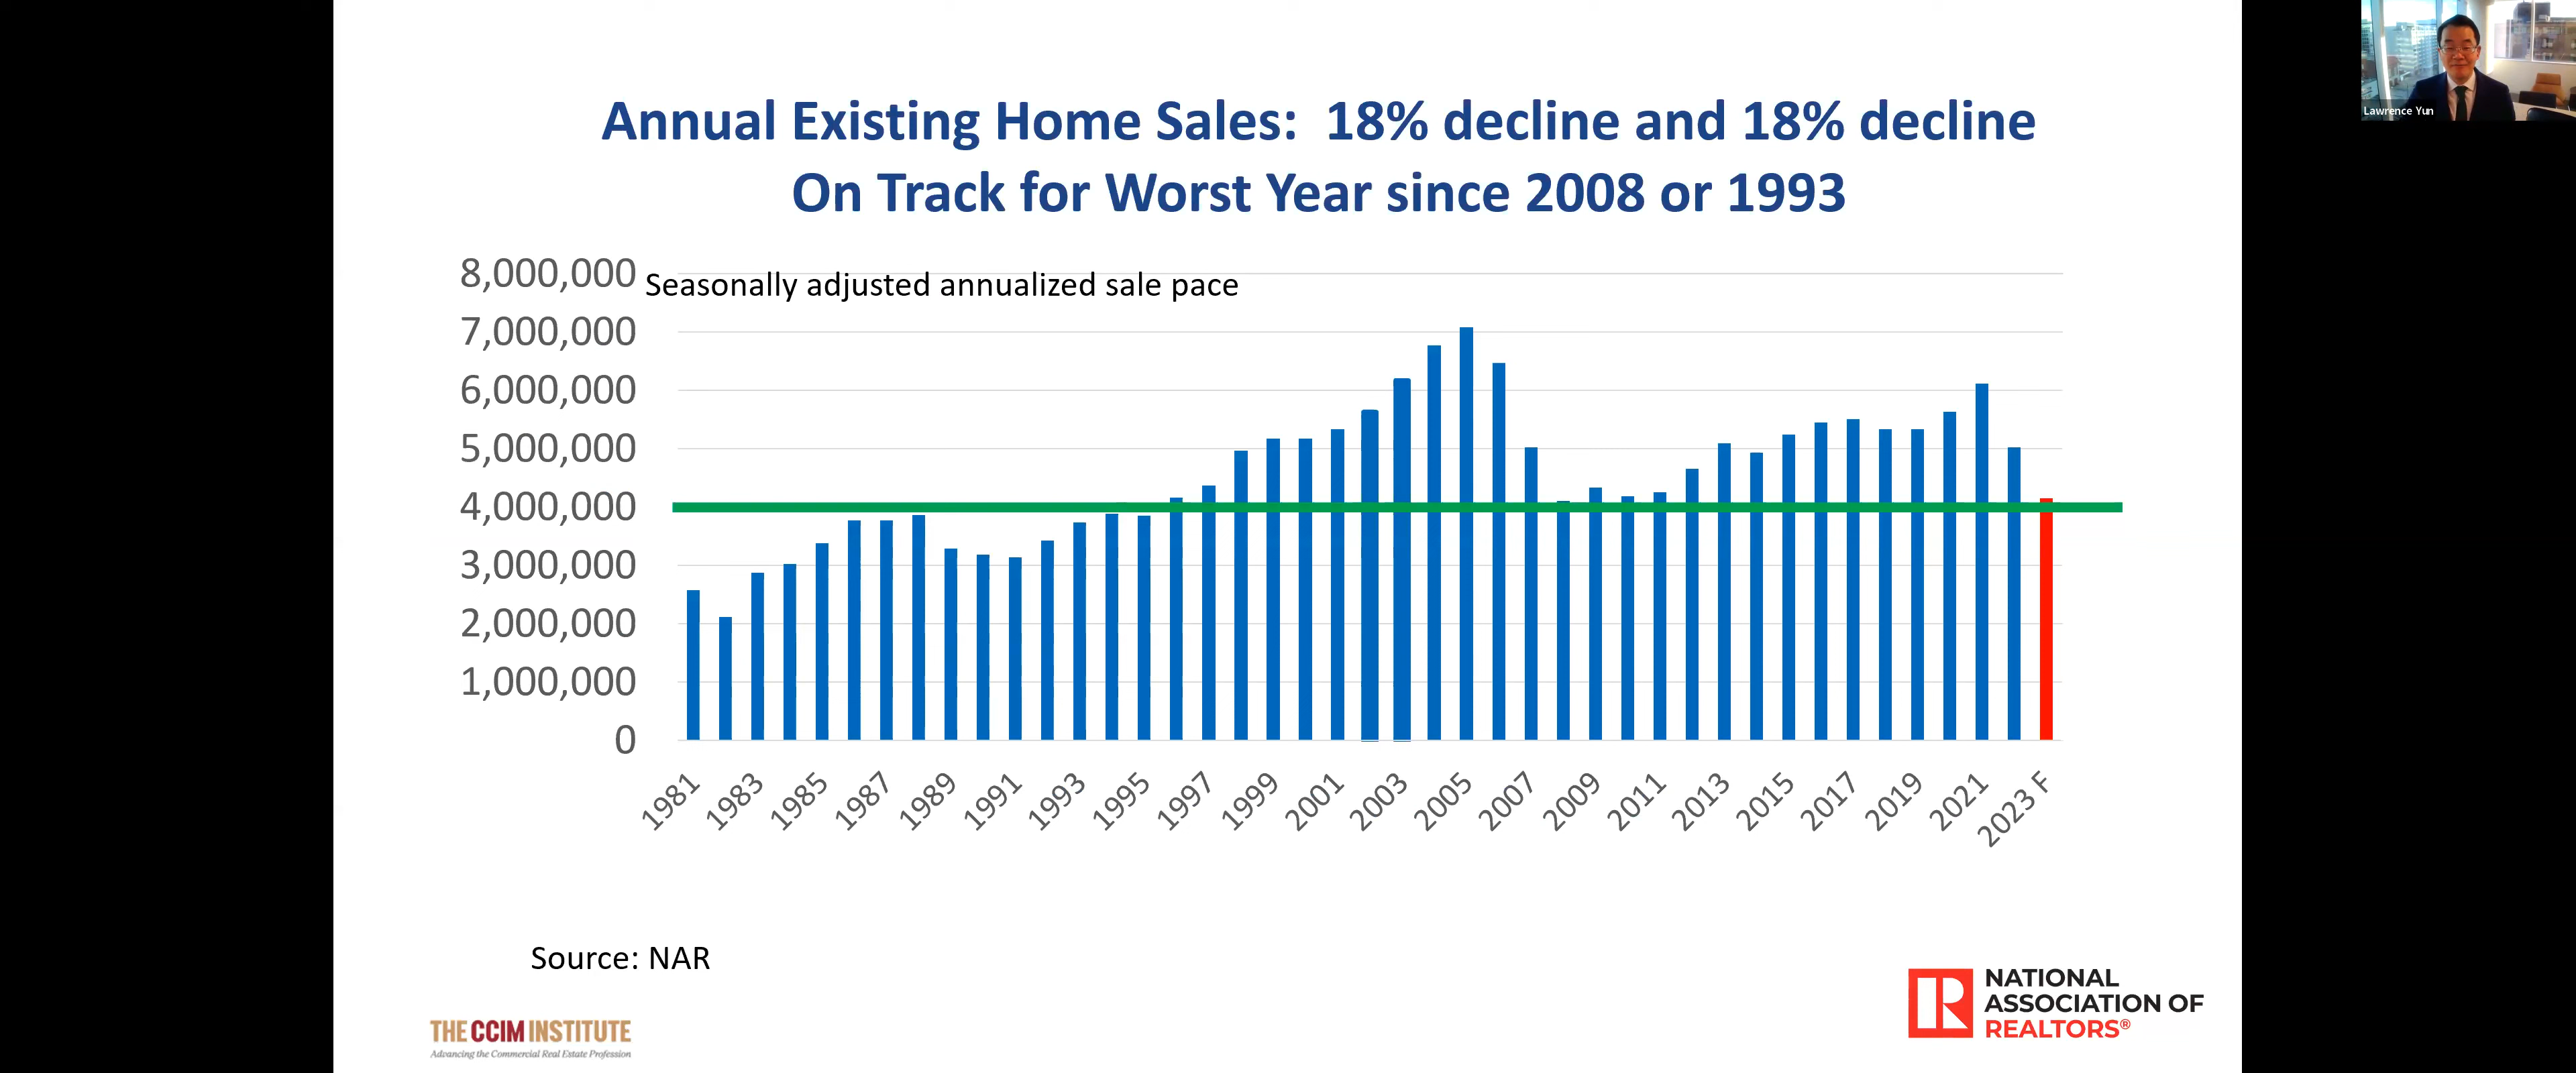 Lawrence Yun
Annual Existing Home Sales:  18% decline and 18% decline
On Track for Worst Year since 2008 or 1993
Seasonally adjusted annualized sale pace
8,000,000
7,000,000
6,000,000
5,000,000
4,000,000
3,000,000
2,000,000
1,000,000
0
1981
1983
1985
1987
1989
1991
1993
1995
1997
1999
2001
2003
2005
2007
2009
2011
2013
2015
2017
2019
2021
2023 F
Source: NAR
THE CCIM INSTITUTE
Advancing the Commercial Real Estate Profession
NATIONAL
ASSOCIATION OF
REALTORS®